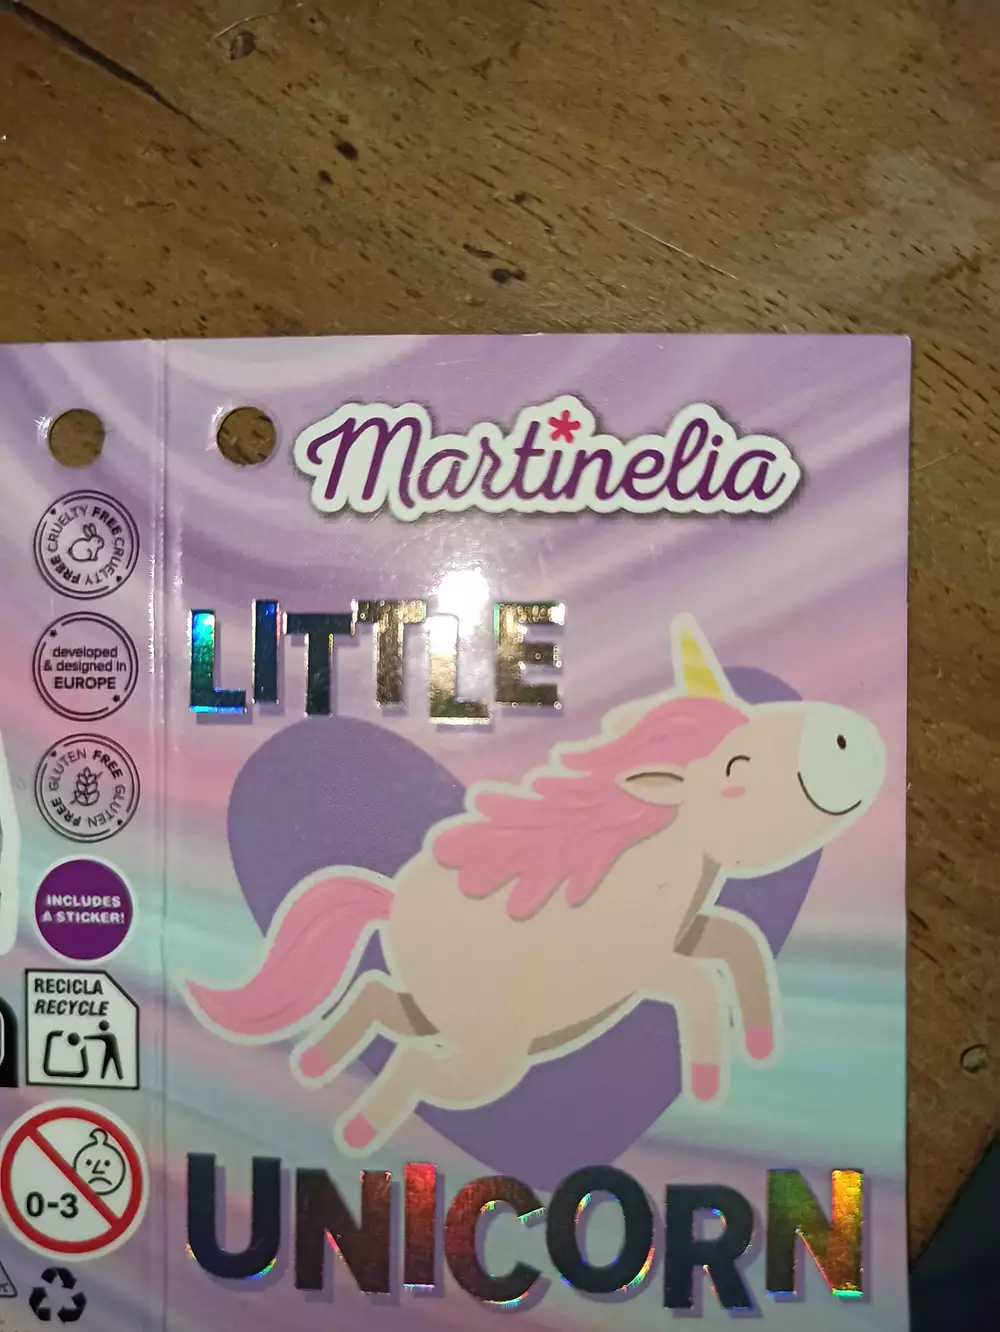 Martinelia
LITTLE
UNICORN
CRUELTY FREE CRUELTY FREE
developed
& designed in
EUROPE
GLUTEN FREE GLUTEN FREE
INCLUDES
A STICKER!
RECICLA
RECYCLE
0-3